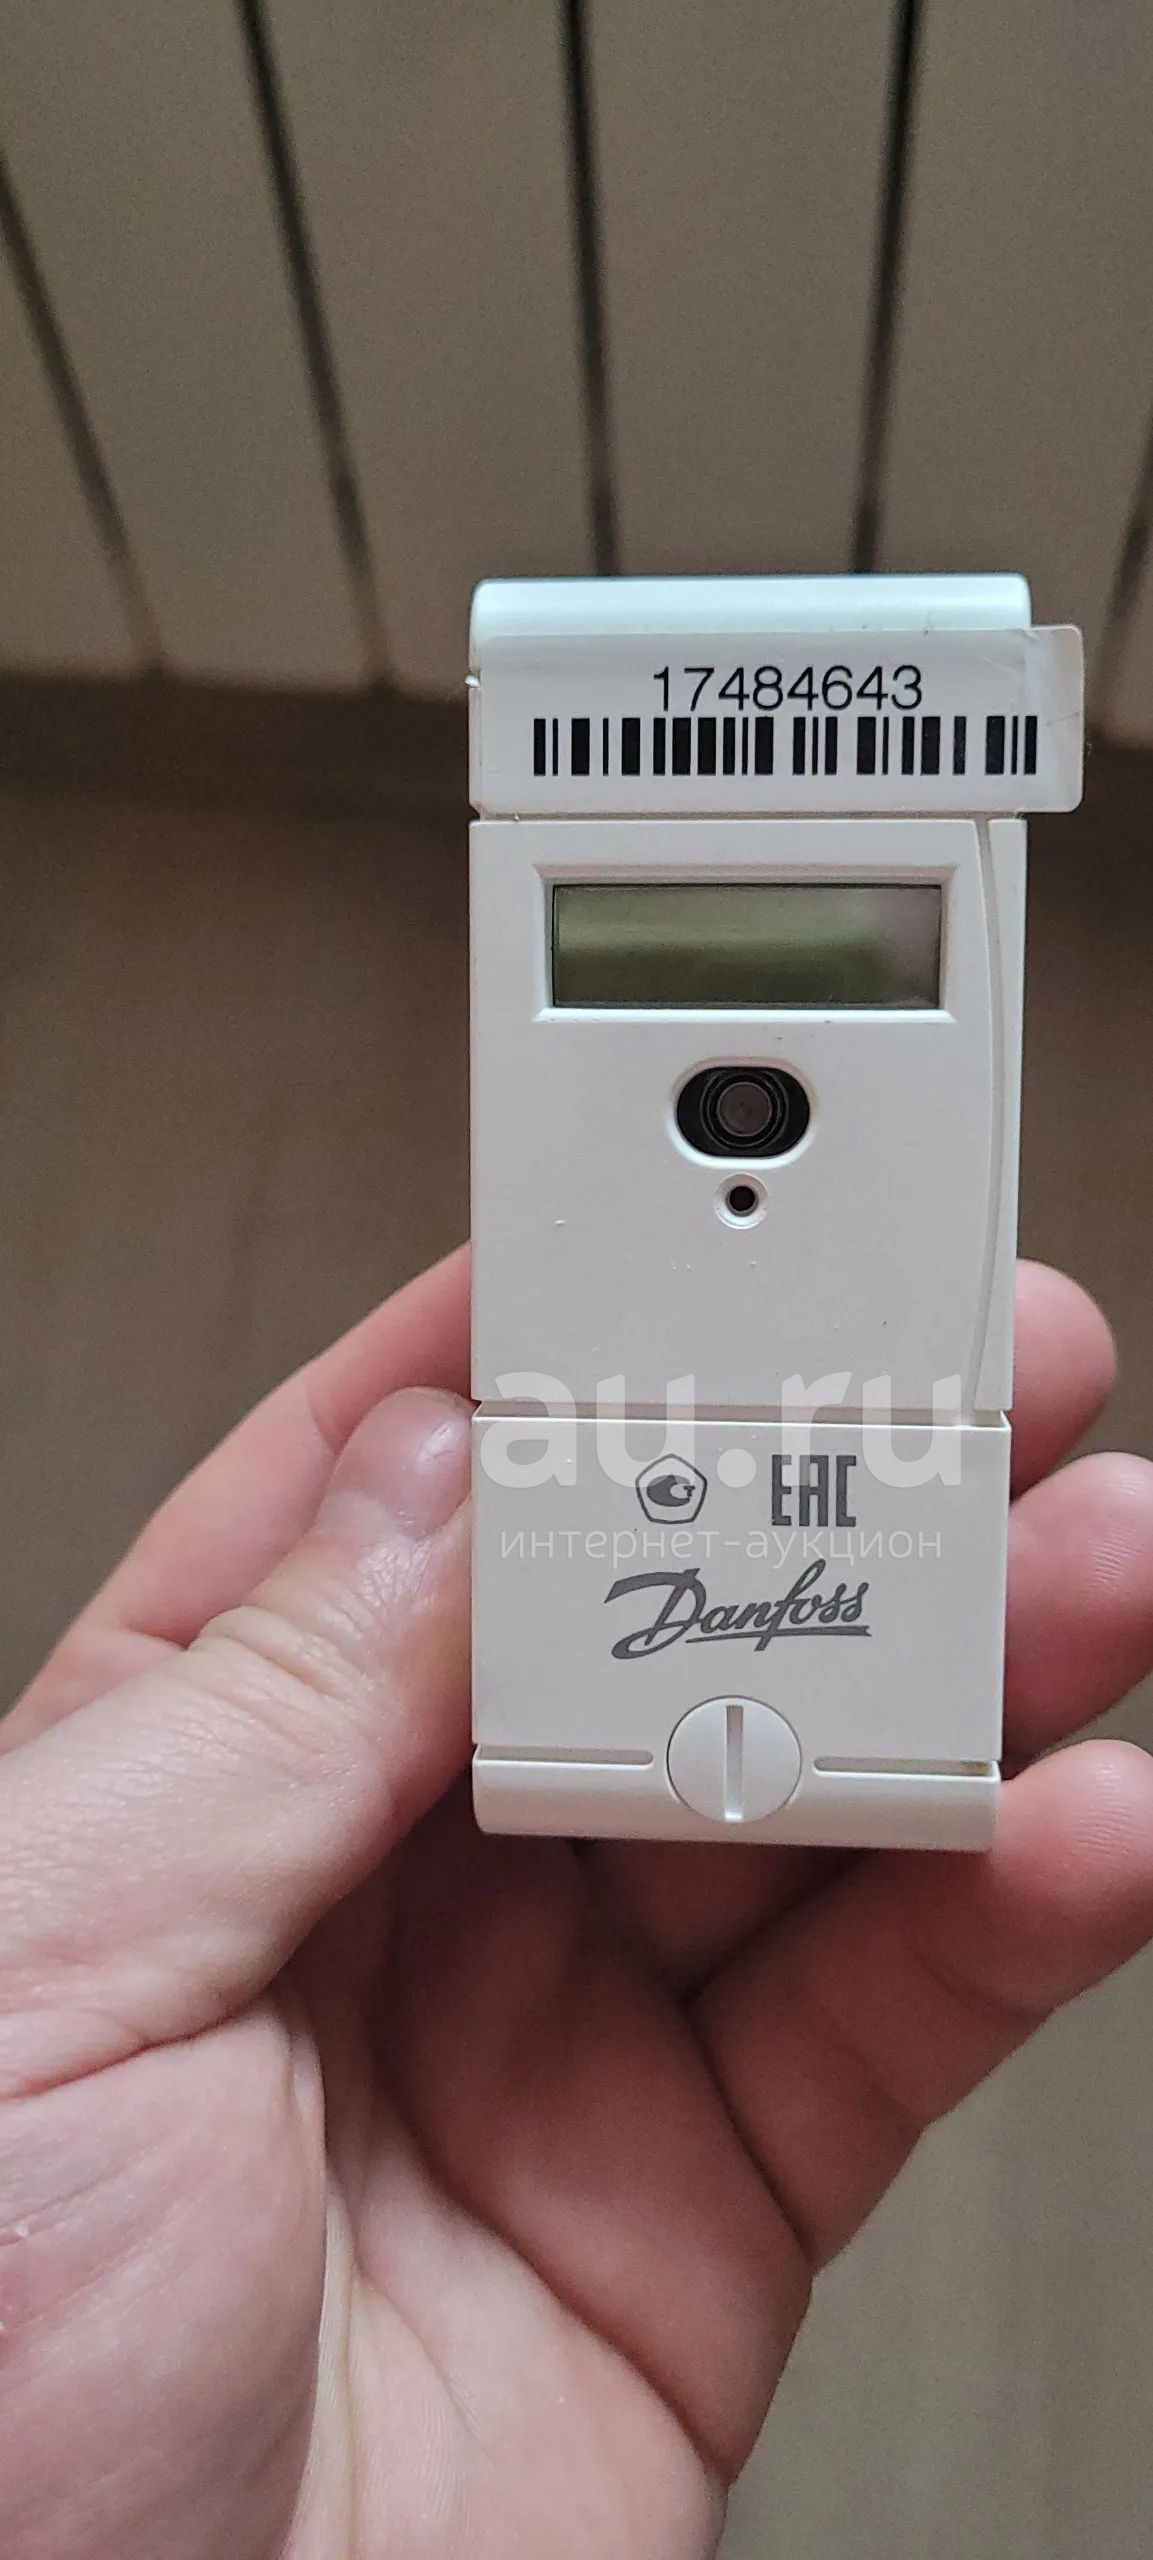 17484643
au.ru
EAC
интернет-аукцион
Danfoss